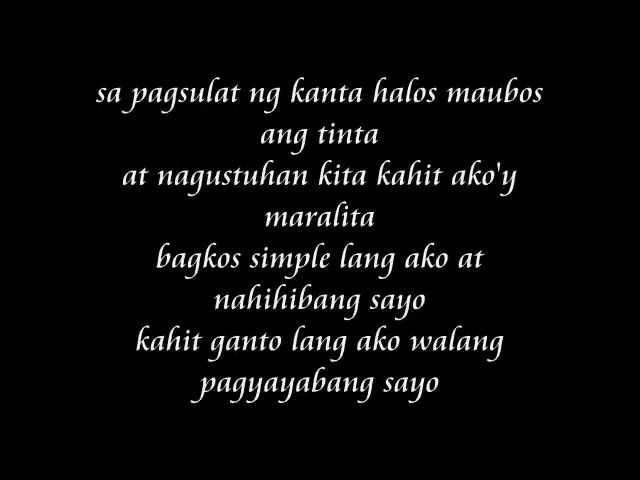 sa pagsulat ng kanta halos maubos
ang tinta
at nagustuhan kita kahit ako'y
maralita
bagkos simple lang ako at
nahihibang sayo
kahit ganto lang ako walang
pagyayabang sayo